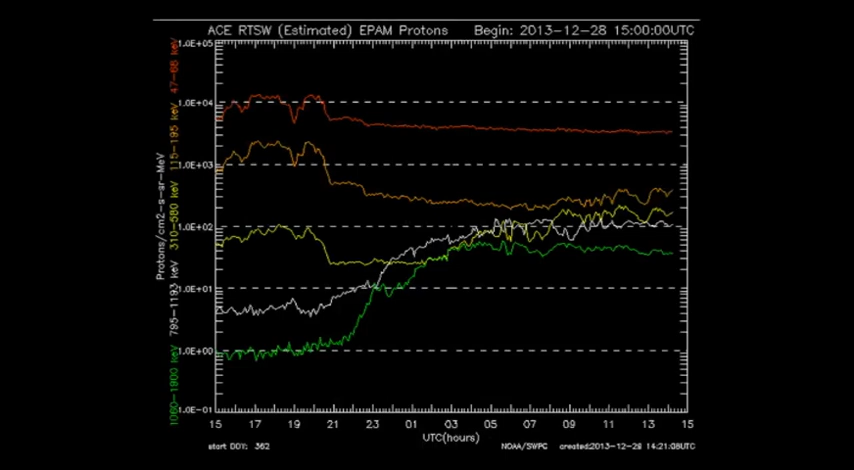 ACE RTSW (Estimated) EPAM Protons Begin: 2013-12-28 15:00:00UTC
1.0E+05
1.0E+04
1.0E+03
1.0E+02
1.0E+01
1.0E+00
1.0E-01
Protons/cm2-s-sr-MeV
47-68 keV
115-195 keV
310-580 keV
795-1193 keV
1060-1900 keV
15 17 19 21 23 01 03 05 07 09 11 13 15
UTC(hours)
start DOY: 362 NOAA/SWPC created:2013-12-28 14:21:08UTC